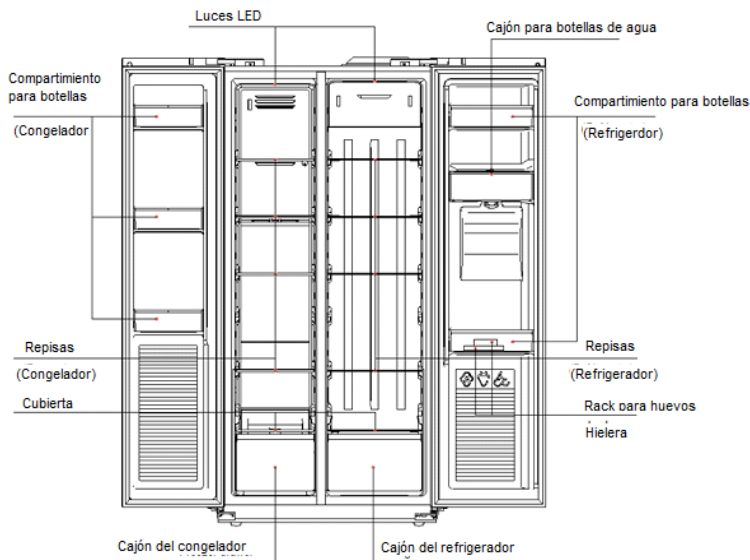 Luces LED
Cajón para botellas de agua
Compartimiento
para botellas
(Congelador
Compartimiento para botellas
(Refrigerdor)
Repisas
(Congelador)
Repisas
(Refrigerador)
Cubierta
Rack para huevos
Hielera
Cajón del congelador
Cajón del refrigerador